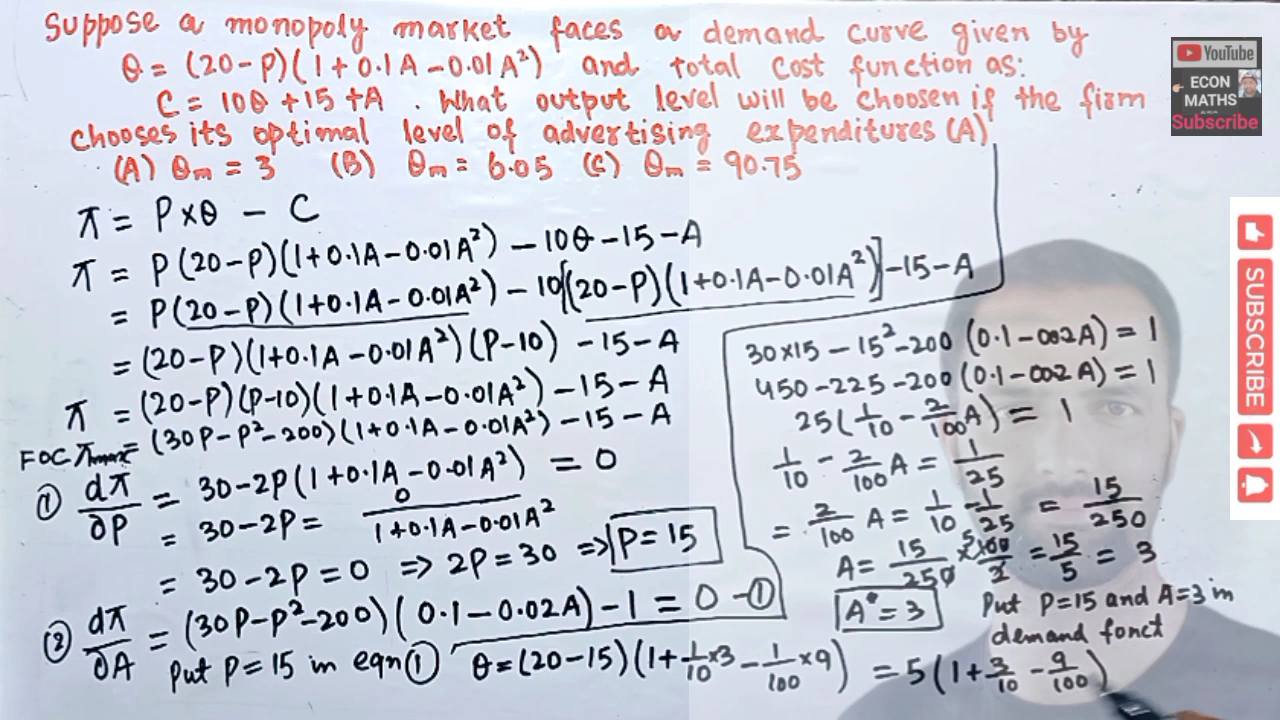 Suppose a monopoly market faces a demand curve given by
θ = (20-P)(1+0.1A-0.01A²) and total cost function as:
C = 10θ+15+A. What output level will be choosen if the firm
chooses its optimal level of advertising expenditures (A)
(A) θm = 3 (B) θm = 6.05 (C) θm = 90.75
YouTube
ECON
MATHS
Subscribe
π = P×θ - C
π = P(20-P)(1+0.1A-0.01A²) - 10θ-15-A
= P(20-P)(1+0.1A-0.01A²) - 10[(20-P)(1+0.1A-0.01A²)]-15-A
= (20-P)(1+0.1A-0.01A²)(P-10) -15-A
π = (20-P)(P-10)(1+0.1A-0.01A²)-15-A
FOC πmax = (30P-P²-200)(1+0.1A-0.01A²)-15-A
① dπ/∂P = 30-2P(1+0.1A-0.01A²) = 0
= 30-2P = 0/1+0.1A-0.01A²
= 30-2P=0 => 2P=30 => P=15
② dπ/∂A = (30P-P²-200)(0.1-0.02A)-1=0-①
Put P=15 in eqn①
30×15-15²-200(0.1-002A)=1
450-225-200(0.1-002A)=1
25(1/10-2/100A)=1
1/10-2/100A=1/25
= 2/100 A=1/10-1/25 = 15/250
A= 15/250×5100/2=15/5=3
A*=3
Put P=15 and A=3 in
demand fonct
θ=(20-15)(1+1/10×3-1/100×9) =5(1+3/10-9/100)
SUBSCRIBE